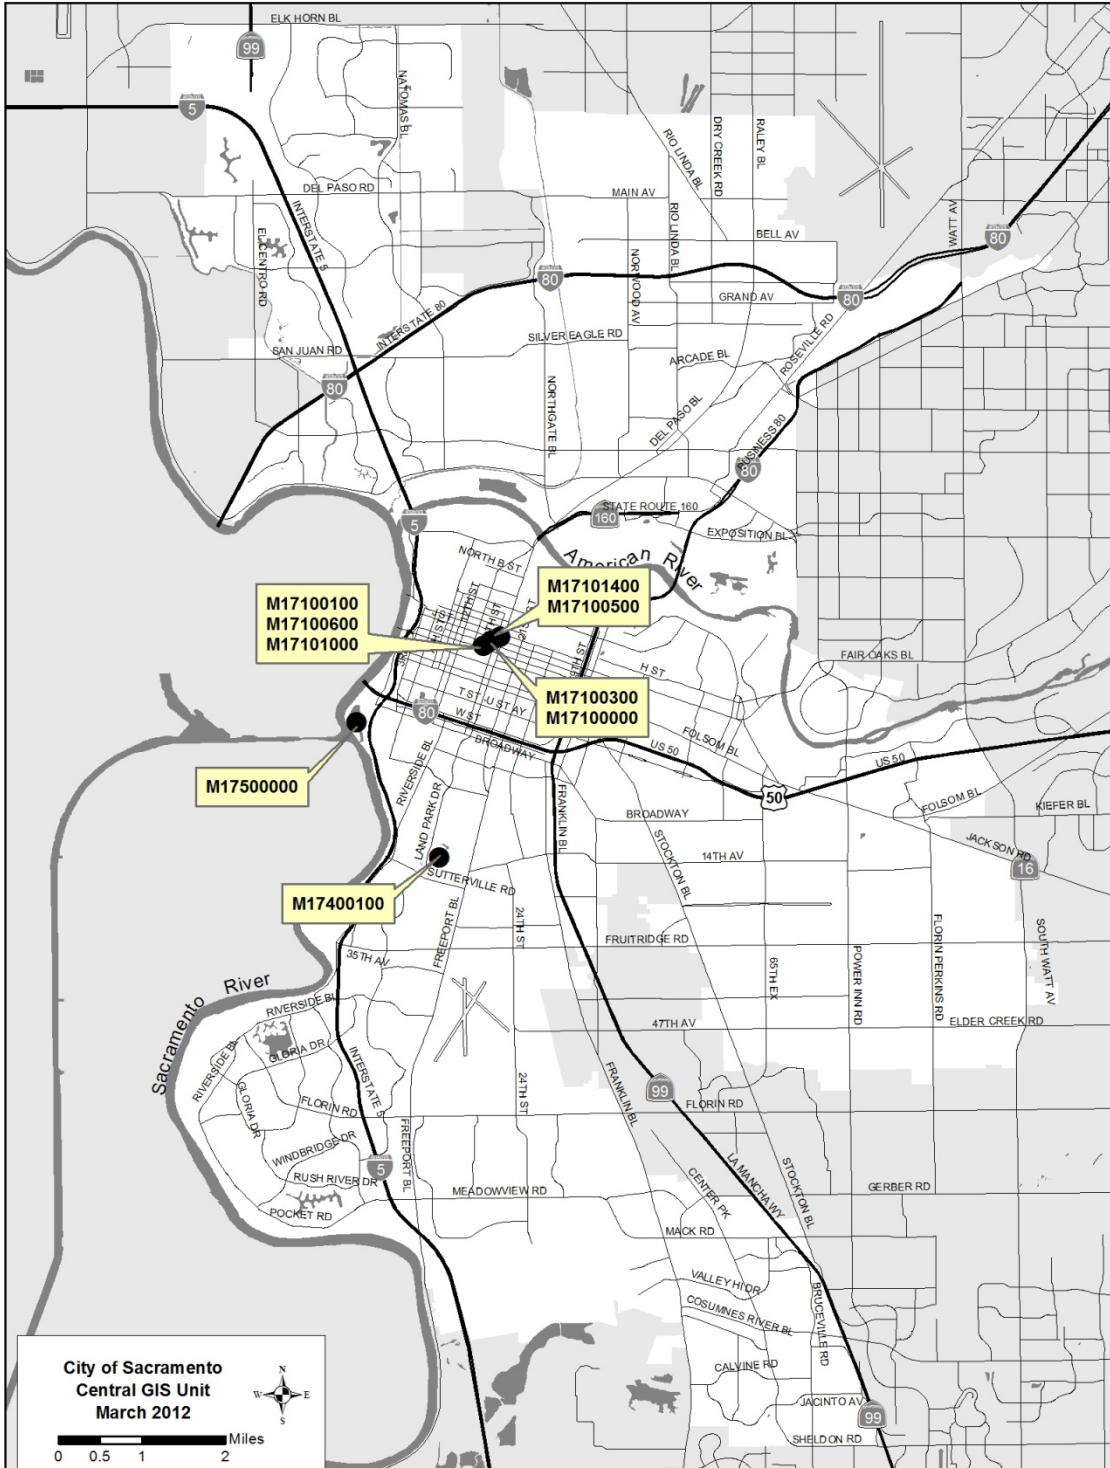 ELK HORN BL
99
NATOMAS BL
5
RIO LINDA BL
DRY CREEK RD
RALEY BL
DEL PASO RD
MAIN AV
INTERSTATE 5
EL CENTRO RD
RIO LINDA BL
NORWOOD AV
BELL AV
WATT AV
80
80
GRAND AV
80
INTERSTATE 80
SILVER EAGLE RD
SAN JUAN RD
ARCADE BL
ROSEVILLE RD
80
NORTHGATE BL
DEL PASO BL
BUSINESS 80
80
5
160
STATE ROUTE 160
EXPOSITION BL
NORTH B ST
American River
M17101400
M17100500
M17100100
M17100600
M17101000
12TH ST
H ST
FAIR OAKS BL
M17100300
M17100000
T ST - U ST AY
W ST
80
BROADWAY
FOLSOM BL
US 50
US 50
M17500000
RIVERSIDE BL
LAND PARK DR
FRANKLIN BL
50
FOLSOM BL
KIEFER BL
BROADWAY
STOCKTON BL
14TH AV
JACKSON RD
16
SUTTERVILLE RD
M17400100
FREEPORT BL
24TH ST
FRUITRIDGE RD
35TH AV
65TH EX
POWER INN RD
FLORIN PERKINS RD
SOUTH WATT AV
Sacramento River
RIVERSIDE BL
47TH AV
ELDER CREEK RD
RIVERSIDE BL
GLORIA DR
GLORIA DR
INTERSTATE 5
24TH ST
FRANKLIN BL
99
FLORIN RD
FLORIN RD
FREEPORT BL
WINDBRIDGE DR
5
RUSH RIVER DR
MEADOWVIEW RD
CENTER PK
LA MANCHA WY
STOCKTON BL
GERBER RD
POCKET RD
MACK RD
VALLEY HI DR
COSUMNES RIVER BL
BRUCEVILLE RD
CALVINE RD
JACINTO AV
99
SHELDON RD
City of Sacramento
Central GIS Unit
March 2012
N
W E
S
Miles
0 0.5 1 2